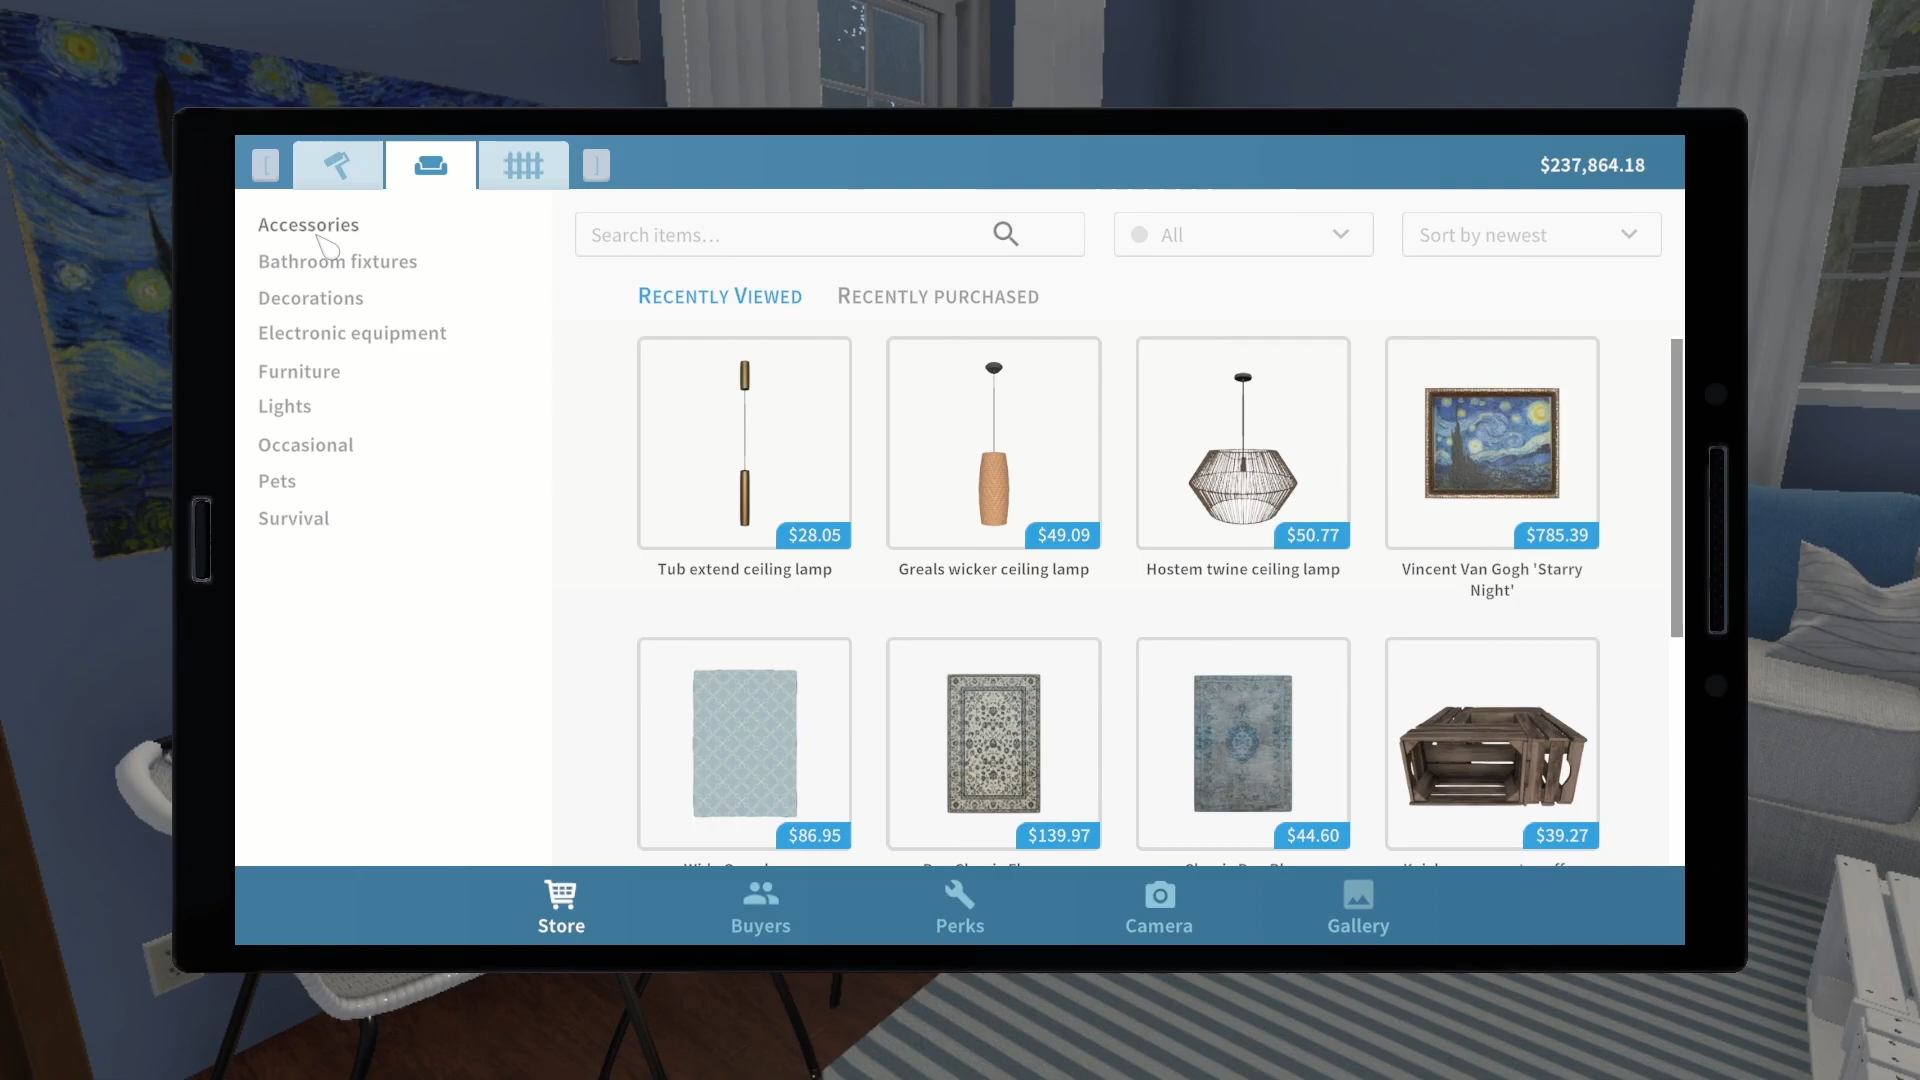 [
]
$237,864.18
Accessories
Bathroom fixtures
Decorations
Electronic equipment
Furniture
Lights
Occasional
Pets
Survival
Search items...
All
Sort by newest
RECENTLY VIEWED
RECENTLY PURCHASED
$28.05
$49.09
$50.77
$785.39
Tub extend ceiling lamp
Greals wicker ceiling lamp
Hostem twine ceiling lamp
Vincent Van Gogh 'Starry
Night'
$86.95
$139.97
$44.60
$39.27
Store
Buyers
Perks
Camera
Gallery